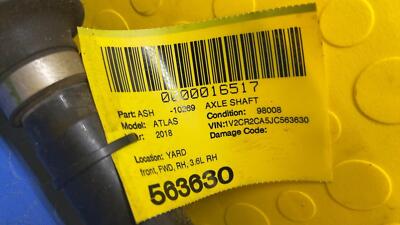 0000016517
Part: ASH -10269 AXLE SHAFT
Model: ATLAS Condition: 98008
2018 VIN:1V2CR2CA5JC563630
Damage Code:
Location: YARD
front, FWD, RH, 3.6L RH
563630